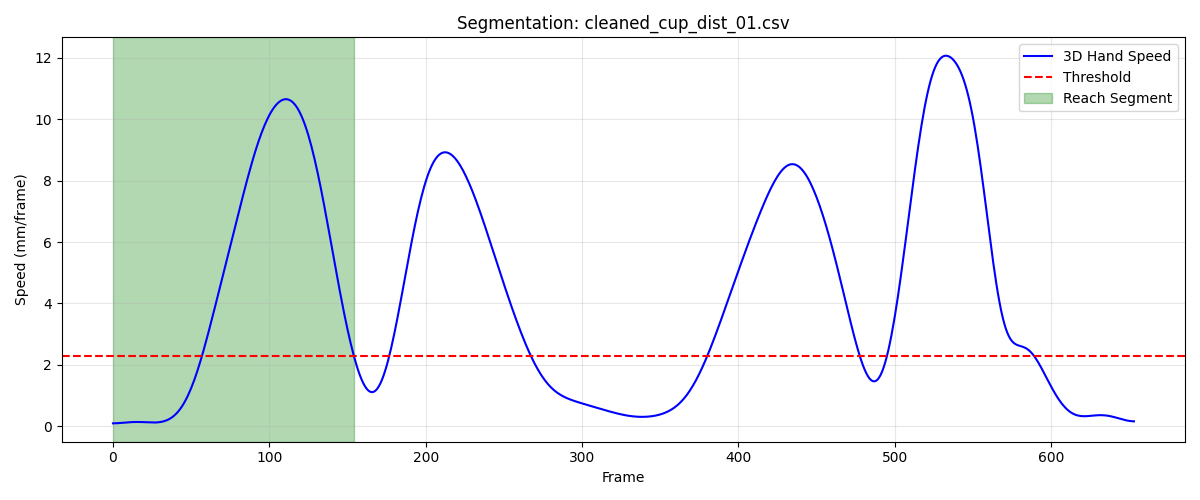 Segmentation: cleaned_cup_dist_01.csv
3D Hand Speed
Threshold
Reach Segment
Speed (mm/frame)
12
10
8
6
4
2
0
0 100 200 300 400 500 600
Frame